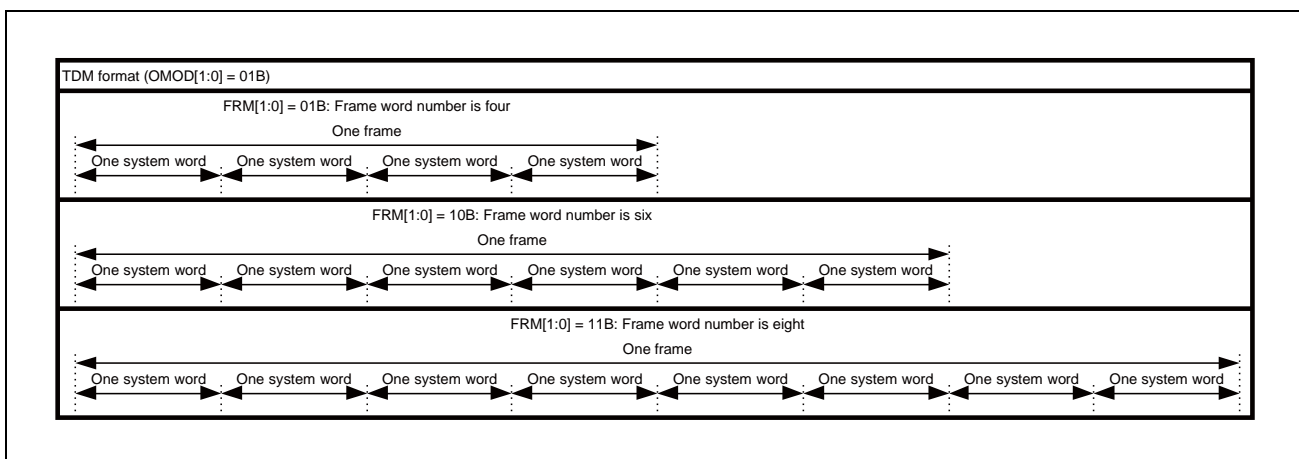 TDM format (OMOD[1:0] = 01B)
FRM[1:0] = 01B: Frame word number is four
One frame
One system word One system word One system word One system word
FRM[1:0] = 10B: Frame word number is six
One frame
One system word One system word One system word One system word One system word One system word
FRM[1:0] = 11B: Frame word number is eight
One frame
One system word One system word One system word One system word One system word One system word One system word One system word